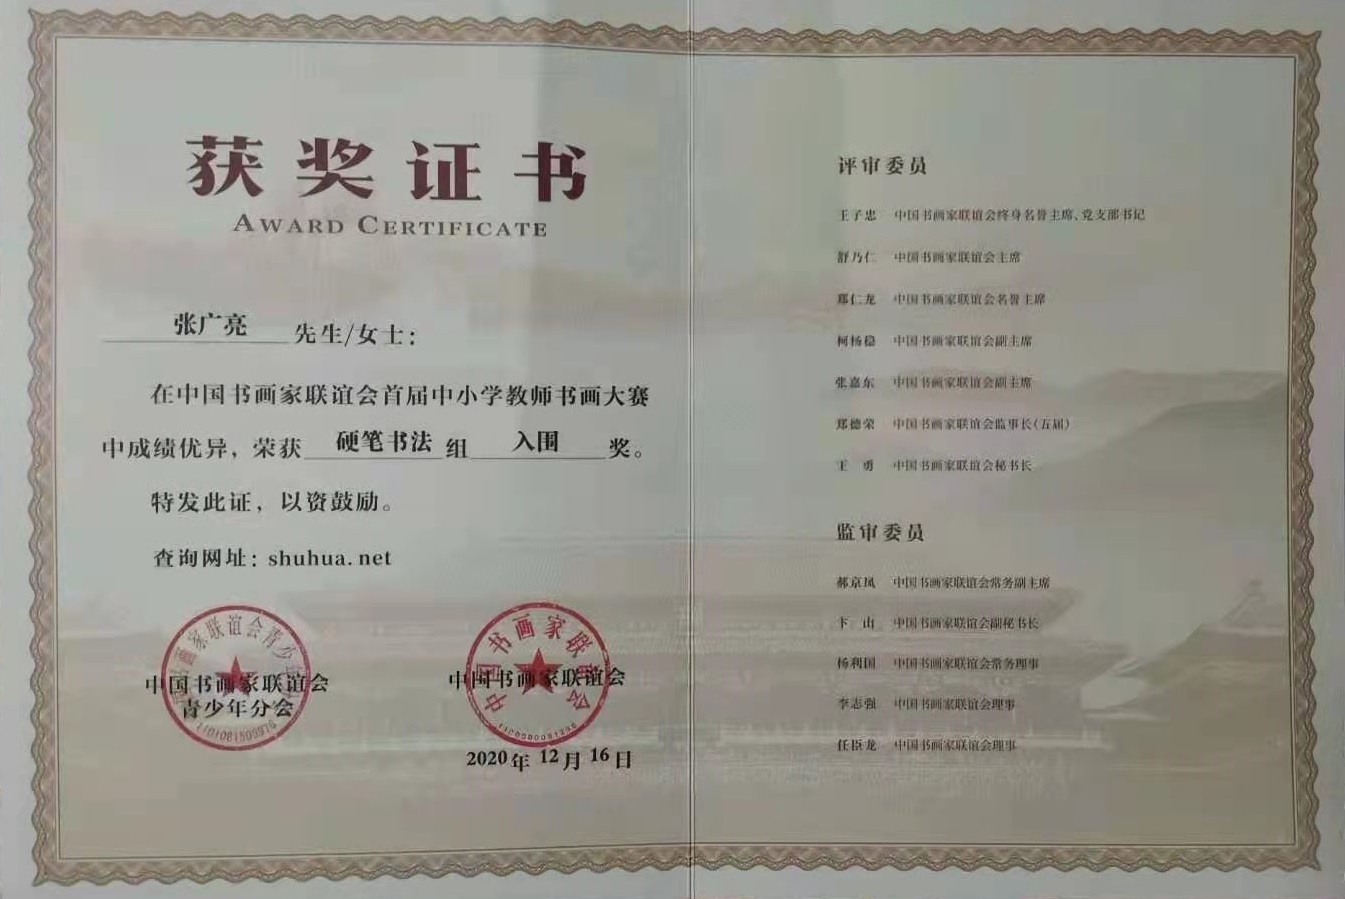 获奖证书
AWARD CERTIFICATE
张广亮 先生/女士：
在中国书画家联谊会首届中小学教师书画大赛
中成绩优异，荣获 硬笔书法 组 入围 奖。
特发此证，以资鼓励。
查询网址：shuhua.net
中国书画家联谊会
青少年分会
中国书画家联谊会
中国书画家联谊会
2020年12月16日
评审委员
王子忠 中国书画家联谊会终身名誉主席、党支部书记
舒乃仁 中国书画家联谊会主席
郑仁龙 中国书画家联谊会名誉主席
柯杨稳 中国书画家联谊会副主席
张嘉东 中国书画家联谊会副主席
郑德荣 中国书画家联谊会监事长（五届）
王 勇 中国书画家联谊会秘书长
监审委员
郝京凤 中国书画家联谊会常务副主席
卞 山 中国书画家联谊会副秘书长
杨利国 中国书画家联谊会常务理事
李志强 中国书画家联谊会理事
任臣龙 中国书画家联谊会理事